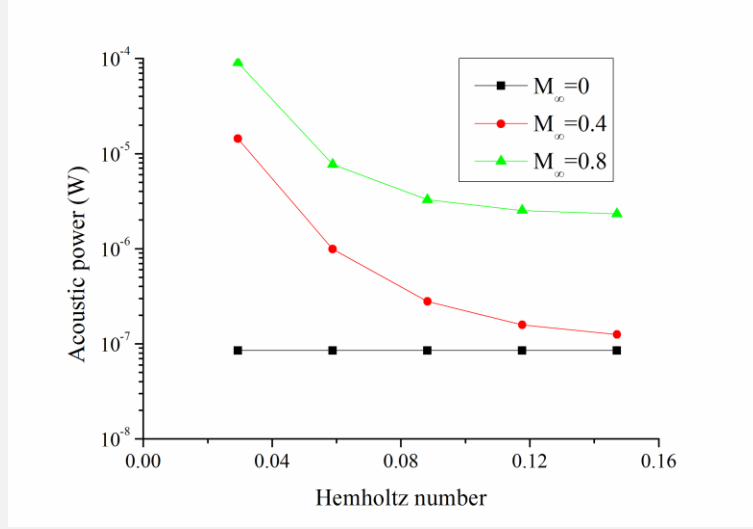 10⁻⁴
10⁻⁵
10⁻⁶
10⁻⁷
10⁻⁸
Acoustic power (W)
M∞=0
M∞=0.4
M∞=0.8
0.00 0.04 0.08 0.12 0.16
Hemholtz number